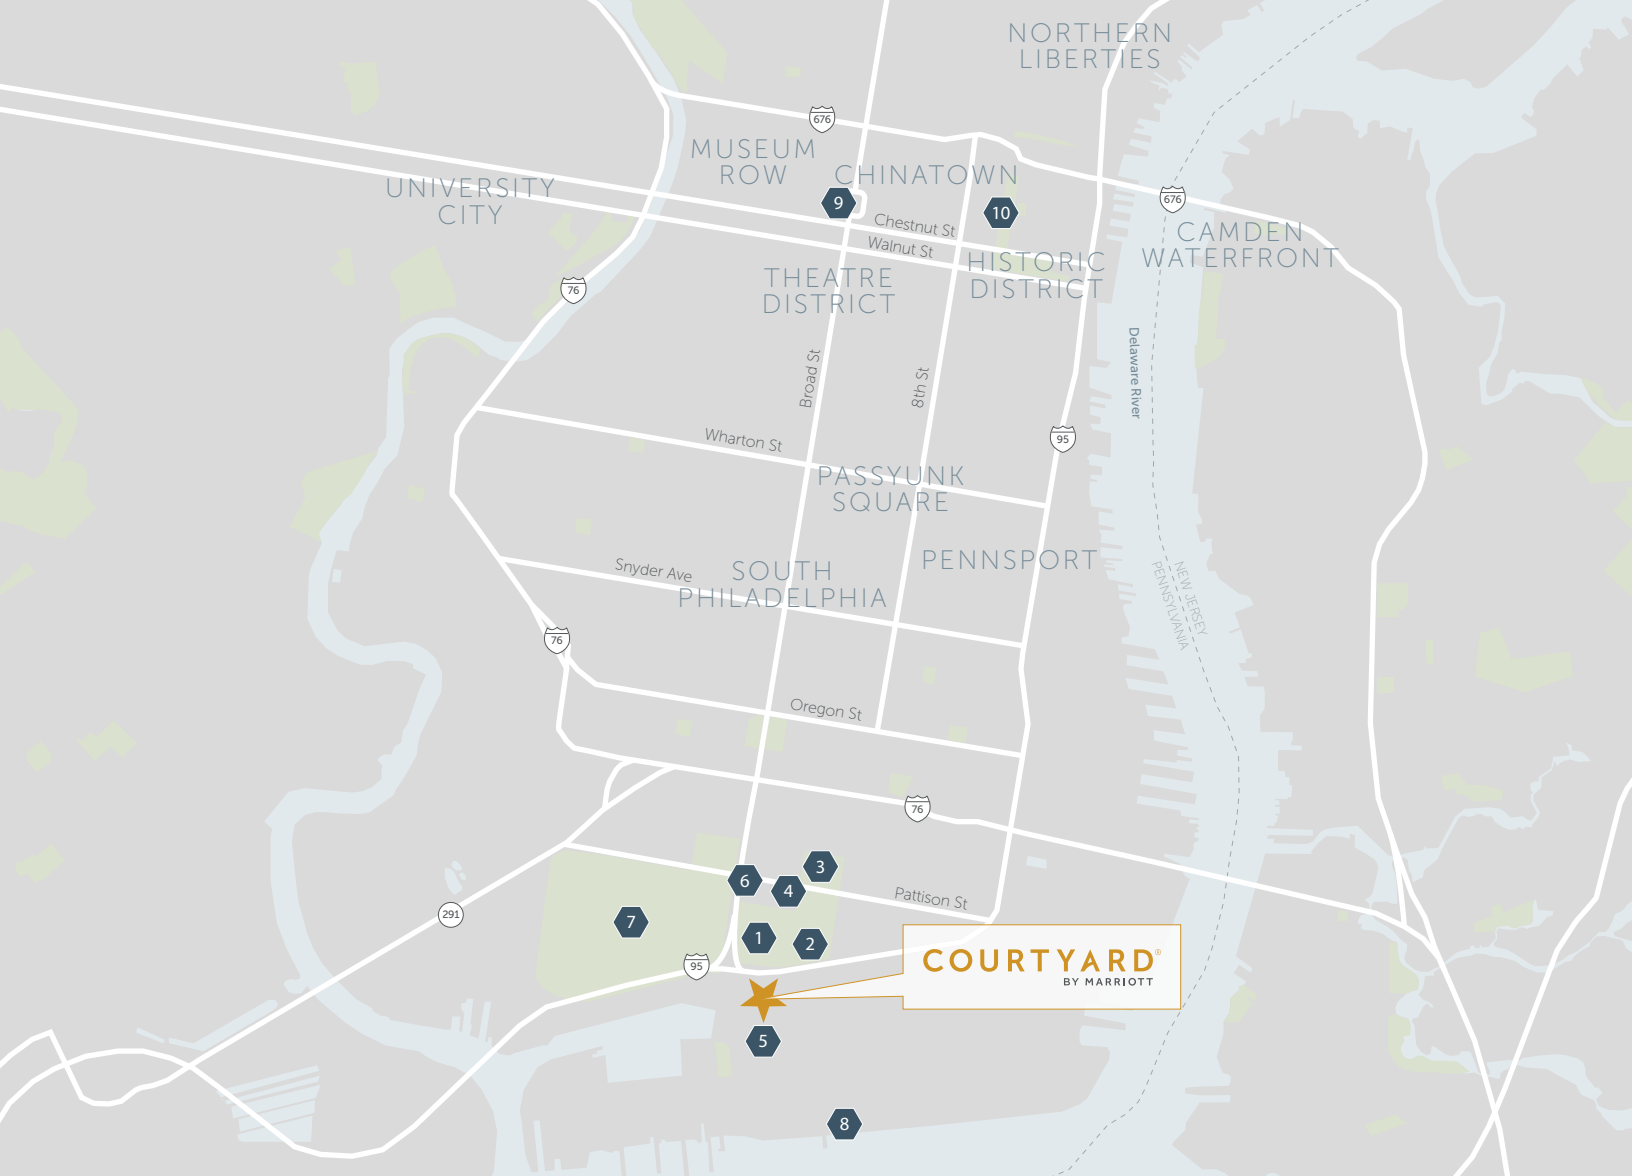 NORTHERN
LIBERTIES
676
MUSEUM
ROW
CHINATOWN
UNIVERSITY
CITY
9
10
676
Chestnut St
Walnut St
CAMDEN
WATERFRONT
HISTORIC
DISTRICT
THEATRE
DISTRICT
76
Delaware River
Broad St
8th St
Wharton St
95
PASSYUNK
SQUARE
PENNSPORT
Snyder Ave
SOUTH
PHILADELPHIA
NEW JERSEY
PENNSYLVANIA
76
Oregon St
76
3
6
4
Pattison St
291
7
1
2
95
COURTYARD®
BY MARRIOTT
5
8